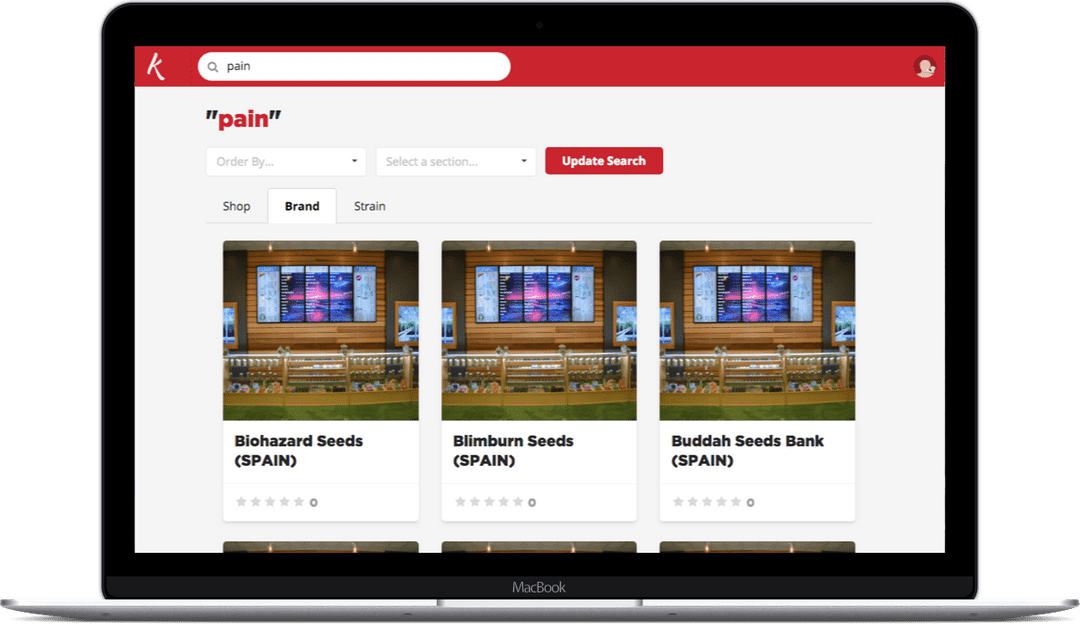 k
pain
"pain"
Order By...
Select a section...
Update Search
Shop
Brand
Strain
Biohazard Seeds
(SPAIN)
0
Blimburn Seeds
(SPAIN)
0
Buddah Seeds Bank
(SPAIN)
0
MacBook